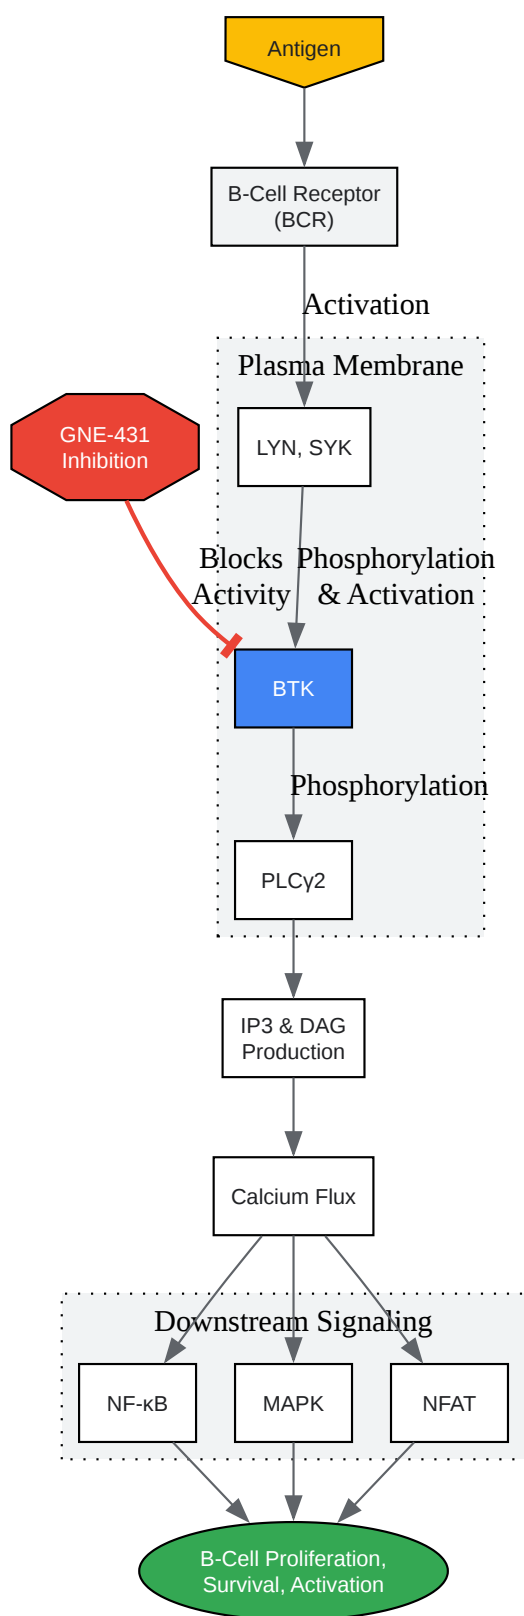 Antigen
B-Cell Receptor
(BCR)
Activation
Plasma Membrane
GNE-431
Inhibition
LYN, SYK
Blocks
Activity
Phosphorylation
& Activation
BTK
Phosphorylation
PLCγ2
IP3 & DAG
Production
Calcium Flux
Downstream Signaling
NF-κB
MAPK
NFAT
B-Cell Proliferation,
Survival, Activation